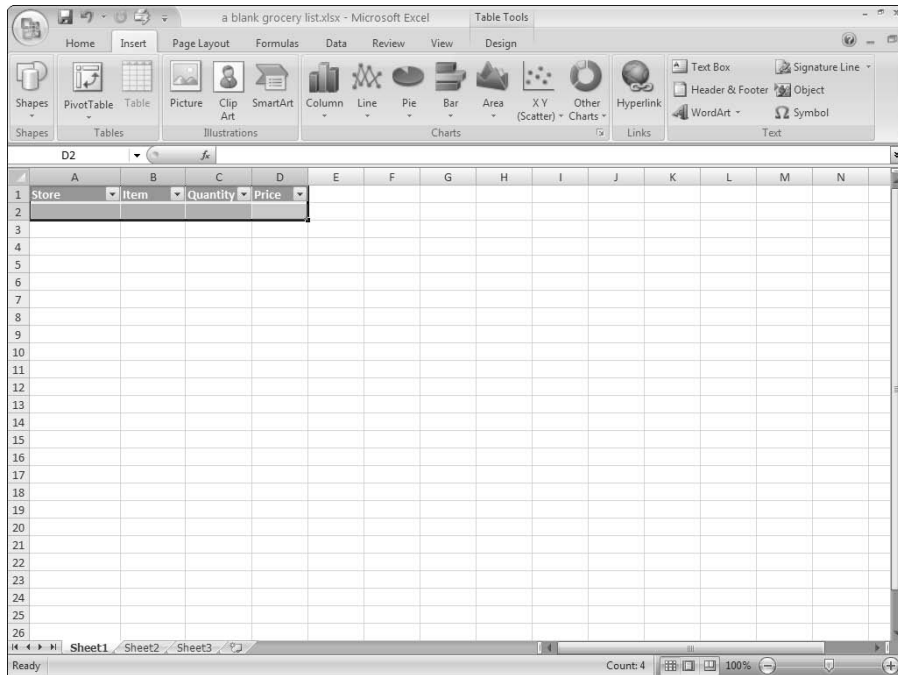 a blank grocery list.xlsx - Microsoft Excel Table Tools
Home Insert Page Layout Formulas Data Review View Design
Shapes PivotTable Table Picture Clip Art SmartArt Column Line Pie Bar Area X Y (Scatter) Other Charts Hyperlink
Text Box Signature Line
Header & Footer Object
WordArt Ω Symbol
Shapes Tables Illustrations Charts Links Text
D2 fx
A B C D E F G H I J K L M N
1 Store Item Quantity Price
2
3
4
5
6
7
8
9
10
11
12
13
14
15
16
17
18
19
20
21
22
23
24
25
26
Sheet1 Sheet2 Sheet3
Ready Count: 4 100%